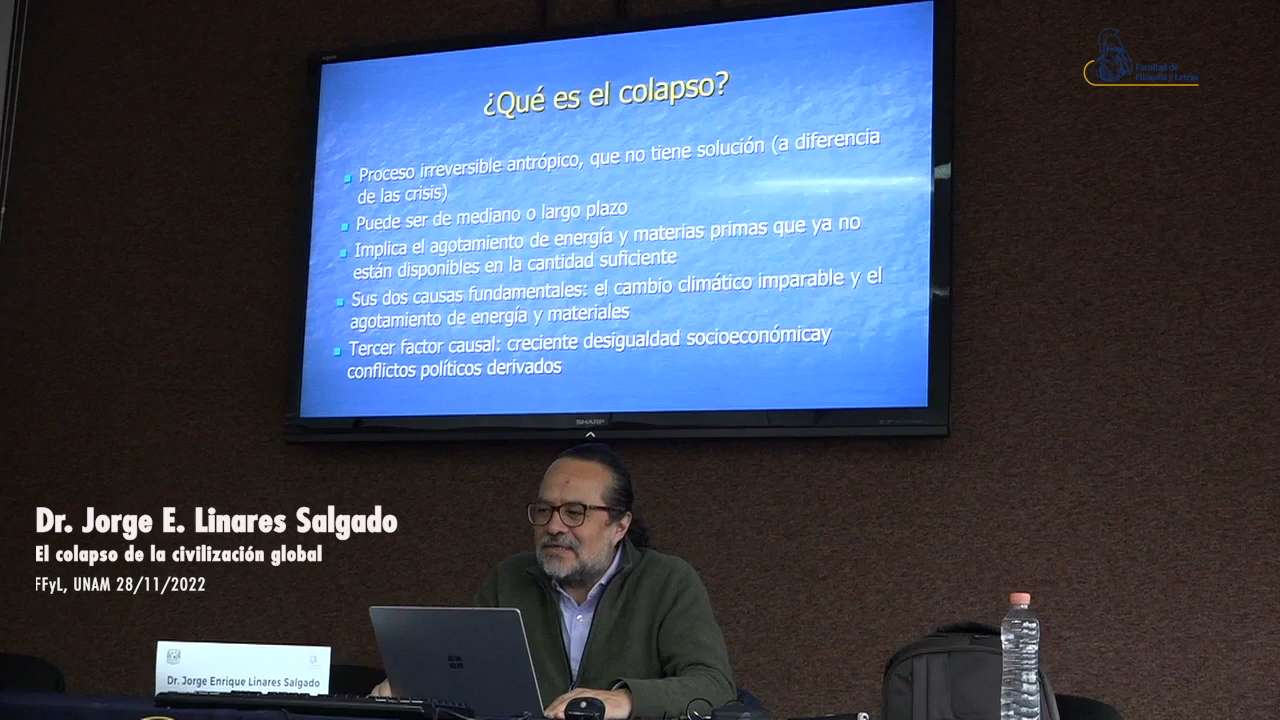 ¿Qué es el colapso?
Proceso irreversible antrópico, que no tiene solución (a diferencia
de las crisis)
Puede ser de mediano o largo plazo
Implica el agotamiento de energía y materias primas que ya no
están disponibles en la cantidad suficiente
Sus dos causas fundamentales: el cambio climático imparable y el
agotamiento de energía y materiales
Tercer factor causal: creciente desigualdad socioeconómicay
conflictos políticos derivados
SHARP
Facultad de
Filosofía y Letras
Dr. Jorge E. Linares Salgado
El colapso de la civilización global
FFyL, UNAM 28/11/2022
Dr. Jorge Enrique Linares Salgado